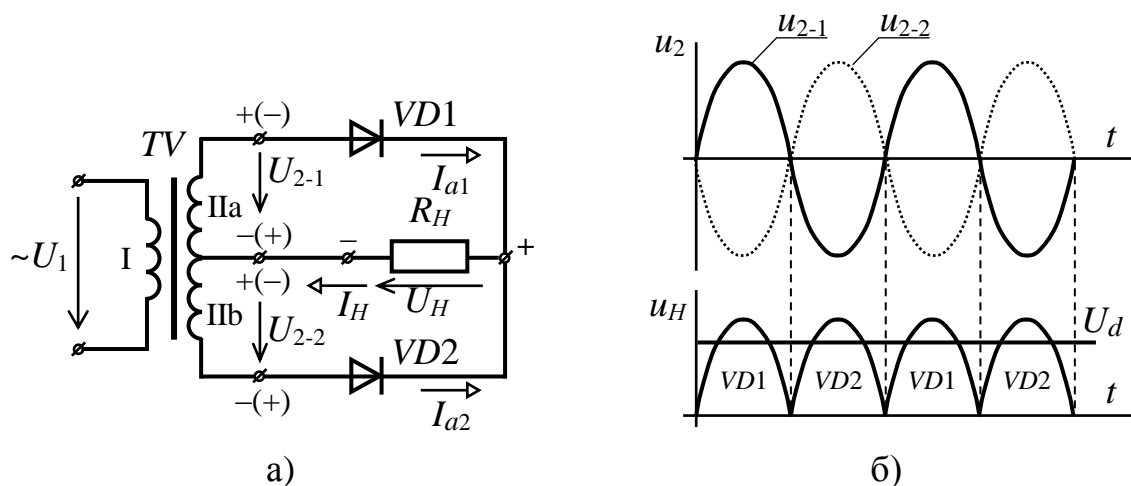 +(−) VD1
TV
U2-1
Ia1
IIa
RH
−(+)
−
+
~U1
I
+(−)
IH
UH
IIb
U2-2
VD2
−(+)
Ia2
а)
u2
u2-1
u2-2
t
uH
Ud
VD1 VD2 VD1 VD2
t
б)